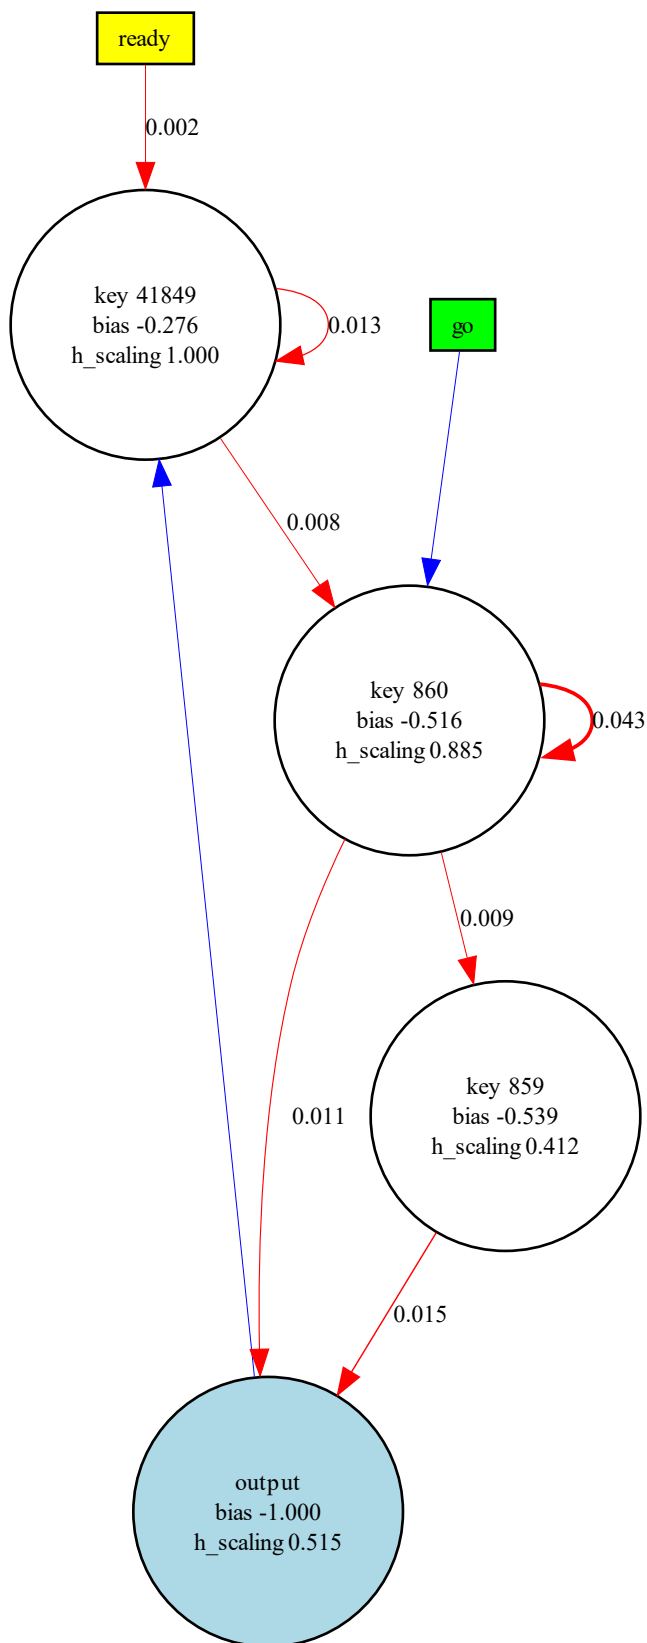 ready
0.002
key 41849
bias -0.276
h_scaling 1.000
0.013
go
0.008
key 860
bias -0.516
h_scaling 0.885
0.043
0.009
key 859
bias -0.539
h_scaling 0.412
0.011
0.015
output
bias -1.000
h_scaling 0.515